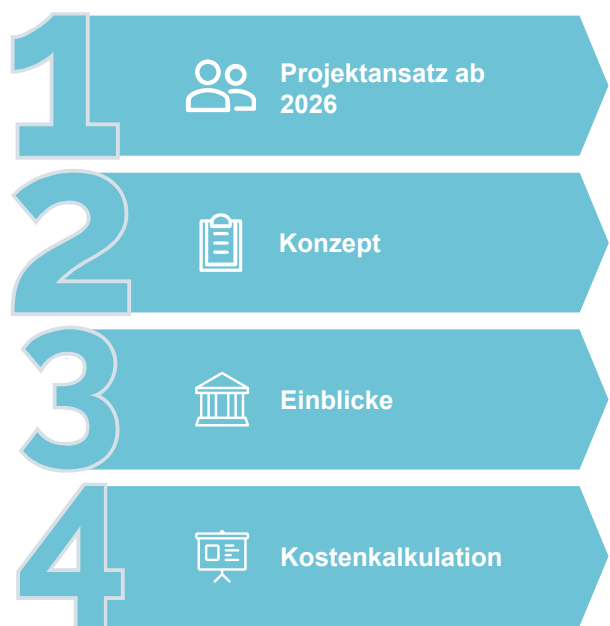 1
Projektansatz ab
2026
2
Konzept
3
Einblicke
4
Kostenkalkulation